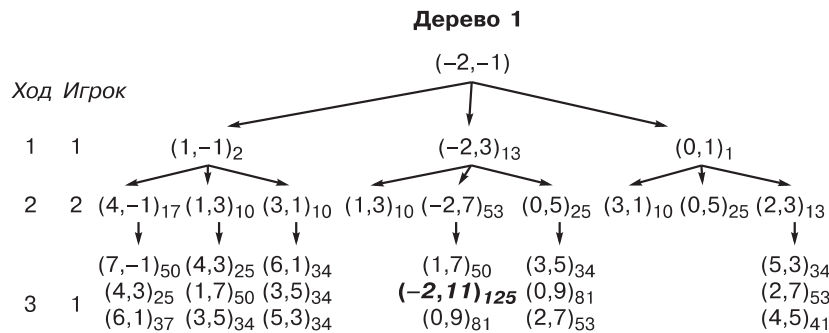 Дерево 1
(–2,–1)
Ход Игрок
1 1 (1,–1)2 (–2,3)13 (0,1)1
2 2 (4,–1)17 (1,3)10 (3,1)10 (1,3)10 (–2,7)53 (0,5)25 (3,1)10 (0,5)25 (2,3)13
(7,–1)50 (4,3)25 (6,1)34 (1,7)50 (3,5)34 (5,3)34
3 1 (4,3)25 (1,7)50 (3,5)34 (–2,11)125 (0,9)81 (2,7)53
(6,1)37 (3,5)34 (5,3)34 (0,9)81 (2,7)53 (4,5)41